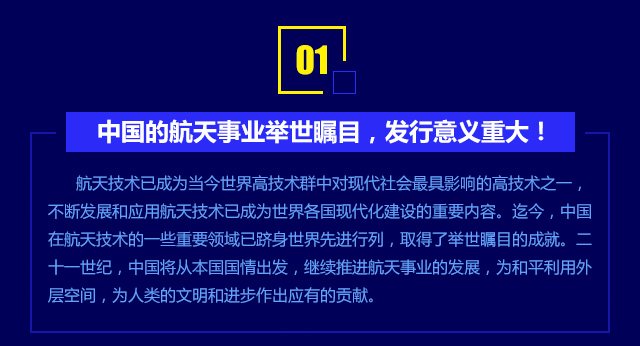 01
中国的航天事业举世瞩目，发行意义重大！
航天技术已成为当今世界高技术群中对现代社会最具影响的高技术之一，
不断发展和应用航天技术已成为世界各国现代化建设的重要内容。迄今，中国
在航天技术的一些重要领域已跻身世界先进行列，取得了举世瞩目的成就。二
十一世纪，中国将从本国国情出发，继续推进航天事业的发展，为和平利用外
层空间，为人类的文明和进步作出应有的贡献。